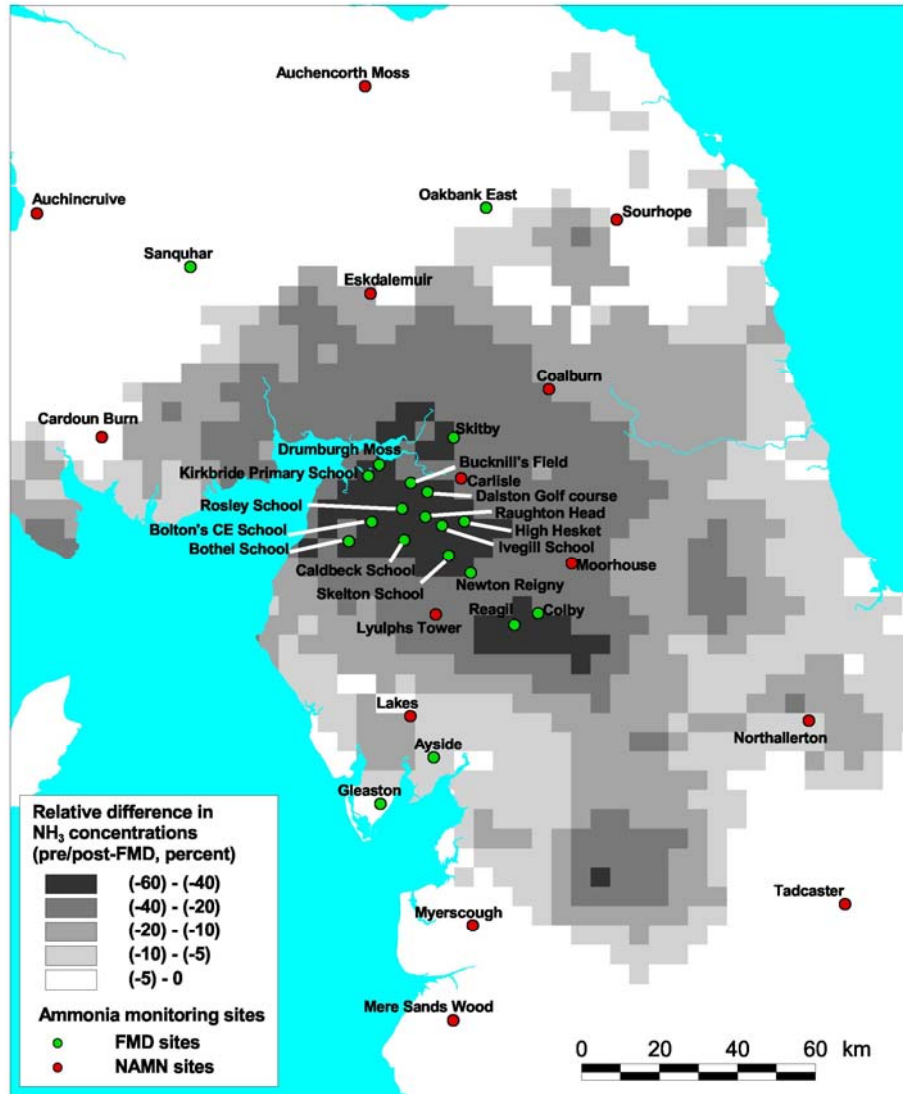 Auchencorth Moss
Oakbank East
Auchincruive
Sourhope
Sanquhar
Eskdalemuir
Coalburn
Cardoun Burn
Skitby
Drumburgh Moss
Bucknill's Field
Kirkbride Primary School
Carlisle
Dalston Golf course
Rosley School
Raughton Head
Bolton's CE School
High Hesket
Bothel School
Ivegill School
Caldbeck School
Moorhouse
Skelton School
Newton Reigny
Reagil
Colby
Lyulphs Tower
Lakes
Northallerton
Ayside
Gleaston
Relative difference in
NH3 concentrations
(pre/post-FMD, percent)
(-60) - (-40)
(-40) - (-20)
(-20) - (-10)
(-10) - (-5)
(-5) - 0
Ammonia monitoring sites
FMD sites
NAMN sites
Tadcaster
Myerscough
Mere Sands Wood
0 20 40 60 km